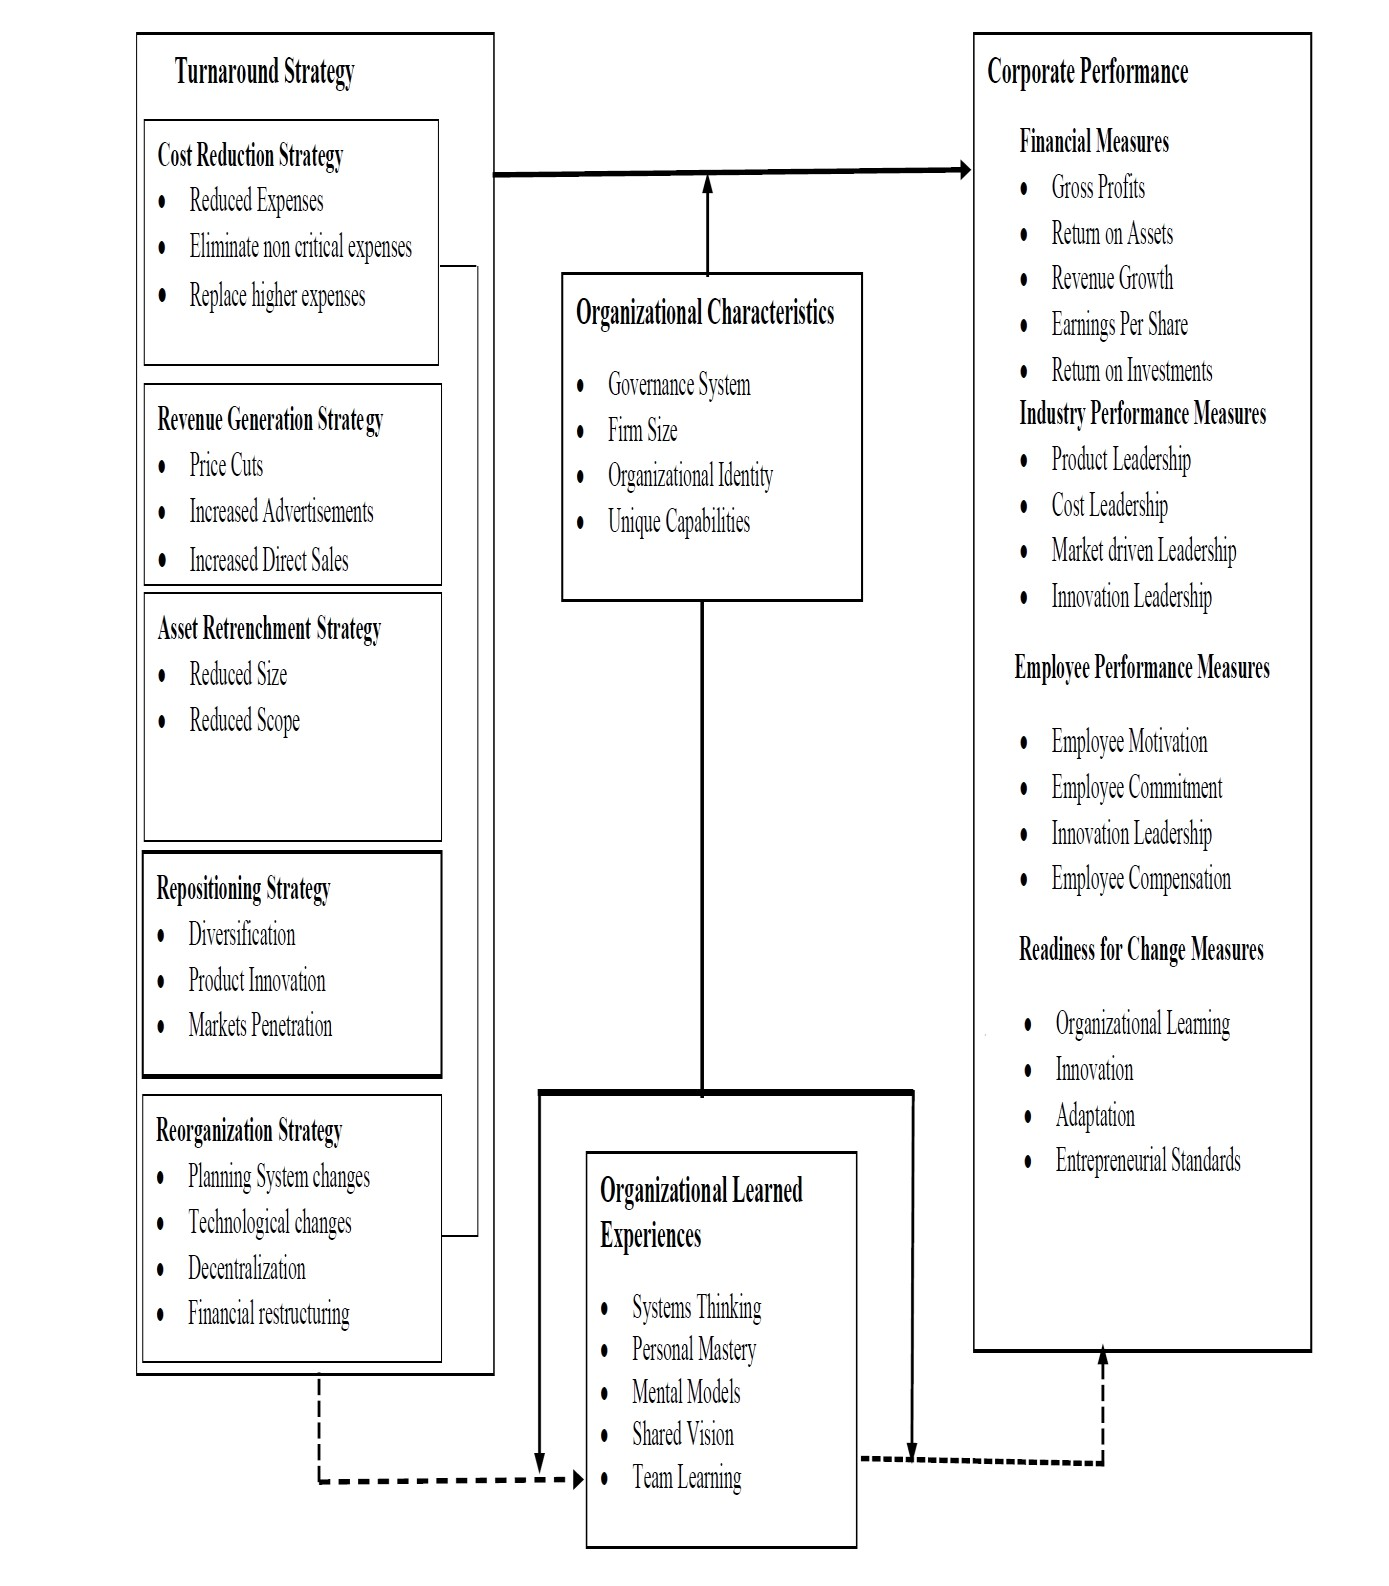 Turnaround Strategy
Cost Reduction Strategy
• Reduced Expenses
• Eliminate non critical expenses
• Replace higher expenses
Revenue Generation Strategy
• Price Cuts
• Increased Advertisements
• Increased Direct Sales
Asset Retrenchment Strategy
• Reduced Size
• Reduced Scope
Repositioning Strategy
• Diversification
• Product Innovation
• Markets Penetration
Reorganization Strategy
• Planning System changes
• Technological changes
• Decentralization
• Financial restructuring
Organizational Characteristics
• Governance System
• Firm Size
• Organizational Identity
• Unique Capabilities
Organizational Learned
Experiences
• Systems Thinking
• Personal Mastery
• Mental Models
• Shared Vision
• Team Learning
Corporate Performance
Financial Measures
• Gross Profits
• Return on Assets
• Revenue Growth
• Earnings Per Share
• Return on Investments
Industry Performance Measures
• Product Leadership
• Cost Leadership
• Market driven Leadership
• Innovation Leadership
Employee Performance Measures
• Employee Motivation
• Employee Commitment
• Innovation Leadership
• Employee Compensation
Readiness for Change Measures
• Organizational Learning
• Innovation
• Adaptation
• Entrepreneurial Standards